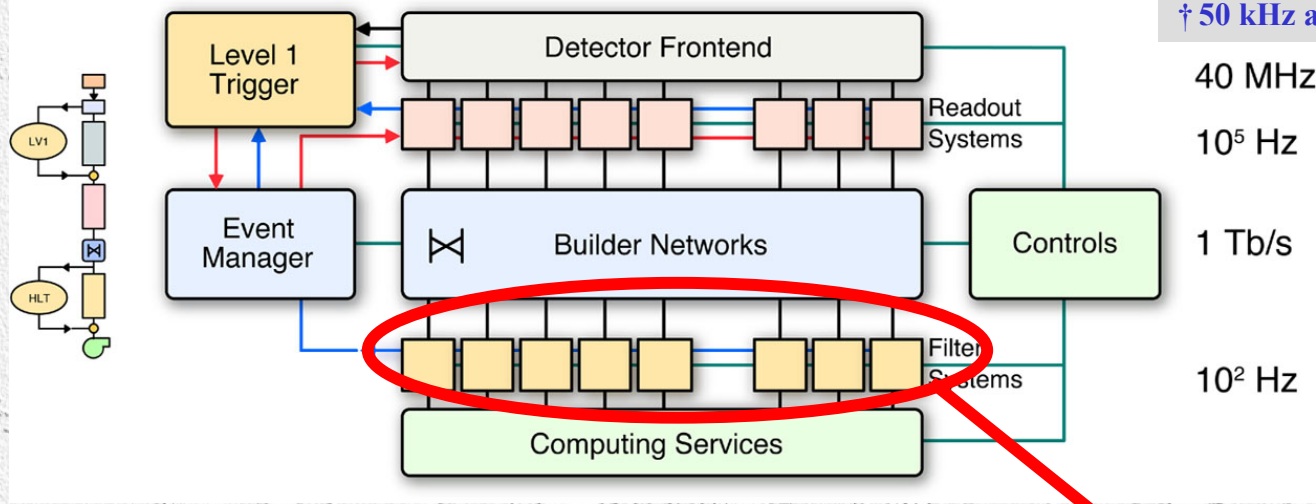 † 50 kHz a
Level 1
Trigger
Detector Frontend
40 MHz
Readout
Systems
10⁵ Hz
LV1
Event
Manager
Builder Networks
Controls
1 Tb/s
HLT
Filter
Systems
10² Hz
Computing Services